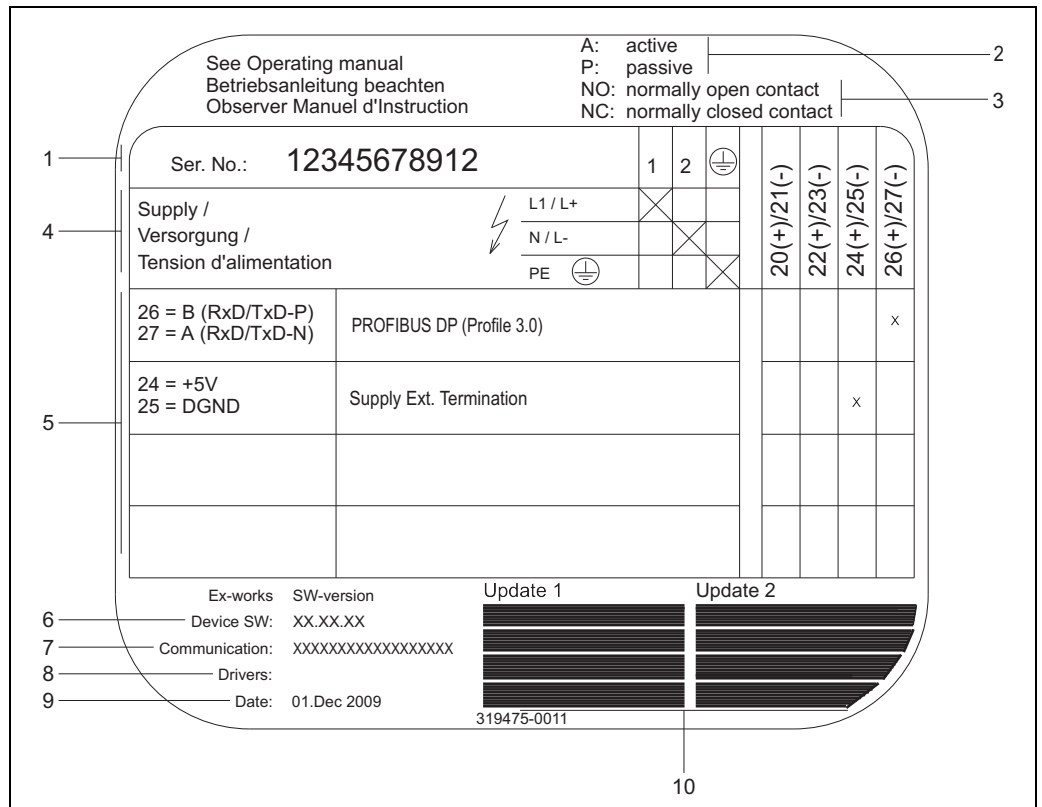 See Operating manual
Betriebsanleitung beachten
Observer Manuel d'Instruction
A: active
P: passive
2
NO: normally open contact
NC: normally closed contact
3
1
Ser. No.: 12345678912
1 2
20(+)/21(-)
22(+)/23(-)
24(+)/25(-)
26(+)/27(-)
4
Supply /
Versorgung /
Tension d'alimentation
L1 / L+
N / L-
PE
5
26 = B (RxD/TxD-P)
27 = A (RxD/TxD-N)
PROFIBUS DP (Profile 3.0)
X
24 = +5V
25 = DGND
Supply Ext. Termination
X
Ex-works SW-version
Update 1
Update 2
6
Device SW: XX.XX.XX
7
Communication: XXXXXXXXXXXXXXXXXX
8
Drivers:
9
Date: 01.Dec 2009
319475-0011
10